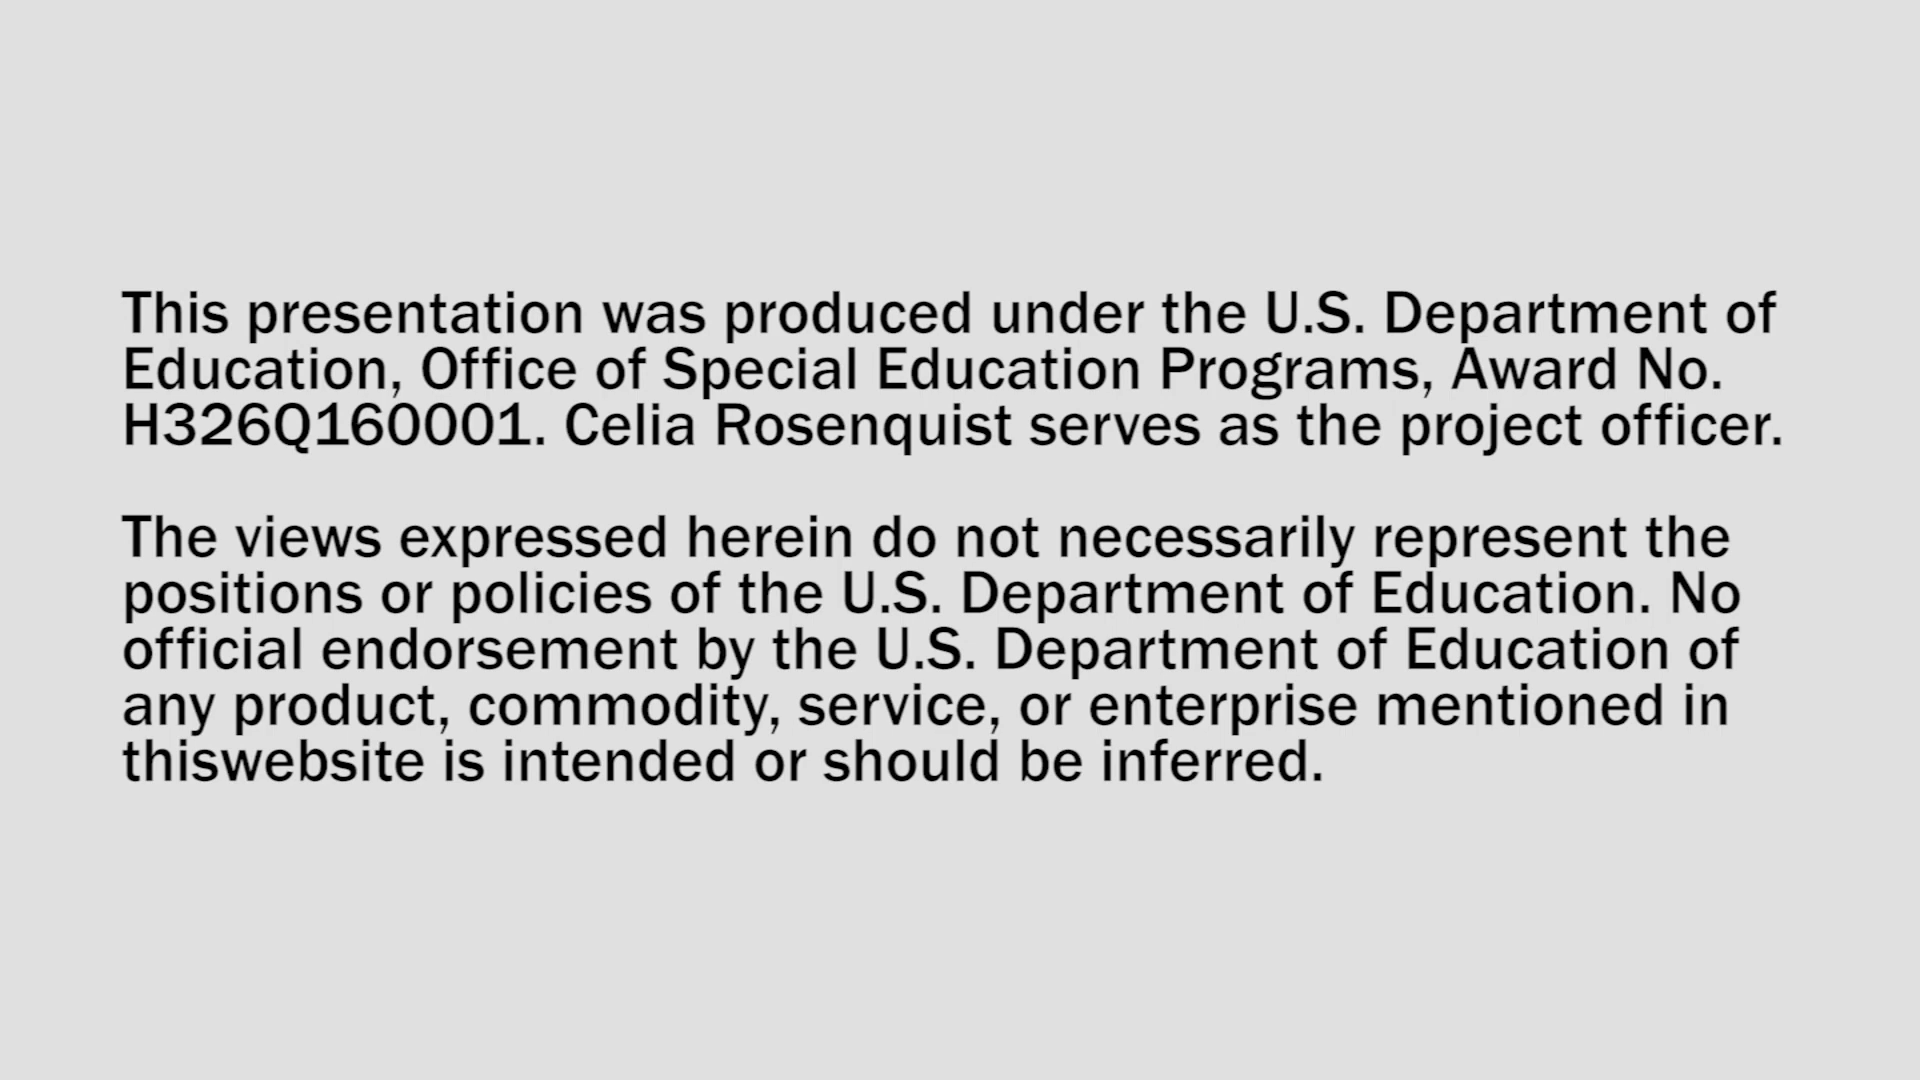 This presentation was produced under the U.S. Department of
Education, Office of Special Education Programs, Award No.
H326Q160001. Celia Rosenquist serves as the project officer.
The views expressed herein do not necessarily represent the
positions or policies of the U.S. Department of Education. No
official endorsement by the U.S. Department of Education of
any product, commodity, service, or enterprise mentioned in
thiswebsite is intended or should be inferred.